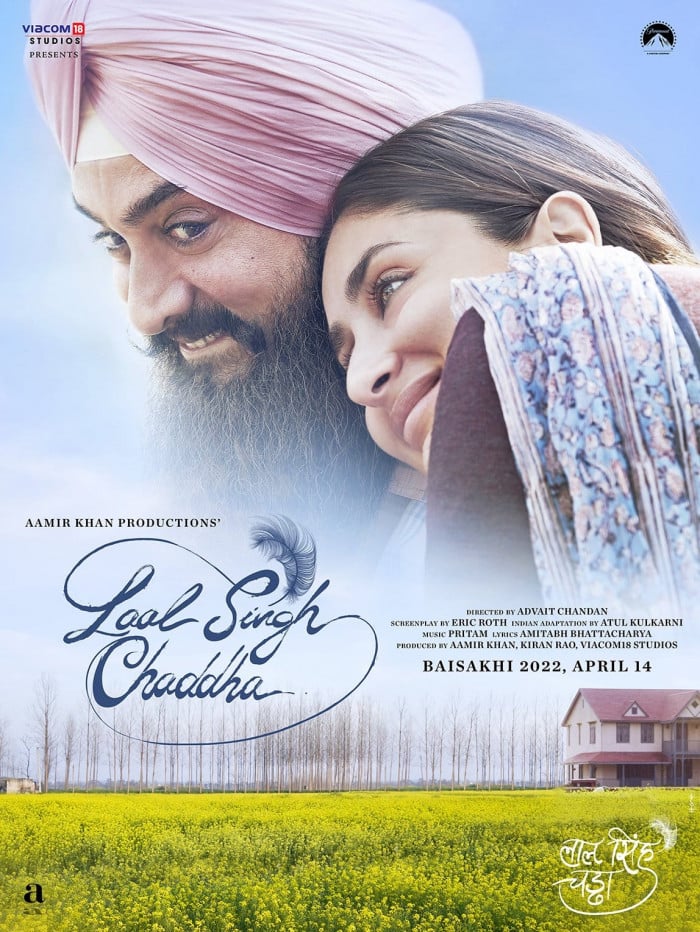 VIACOM18
STUDIOS
PRESENTS
Paramount
AAMIR KHAN PRODUCTIONS'
Laal Singh
Chaddha
DIRECTED BY ADVAIT CHANDAN
SCREENPLAY BY ERIC ROTH INDIAN ADAPTATION BY ATUL KULKARNI
MUSIC PRITAM LYRICS AMITABH BHATTACHARYA
PRODUCED BY AAMIR KHAN, KIRAN RAO, VIACOM18 STUDIOS
BAISAKHI 2022, APRIL 14
लाल सिंह
चड्ढा
a